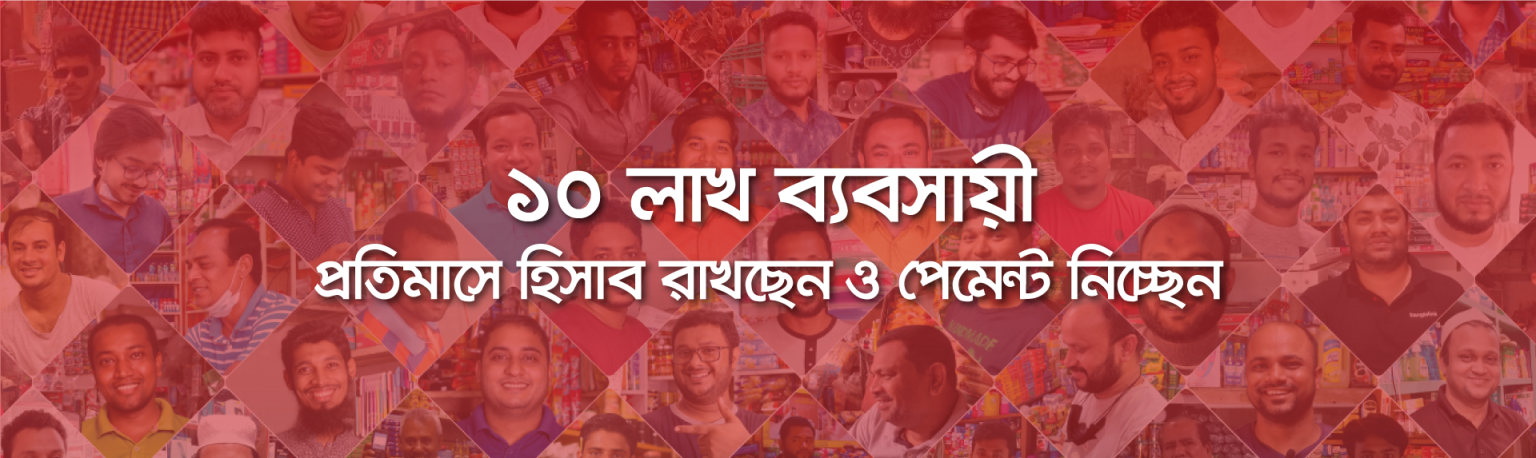 ১০ লাখ ব্যবসায়ী
প্রতিমাসে হিসাব রাখছেন ও পেমেন্ট নিচ্ছেন